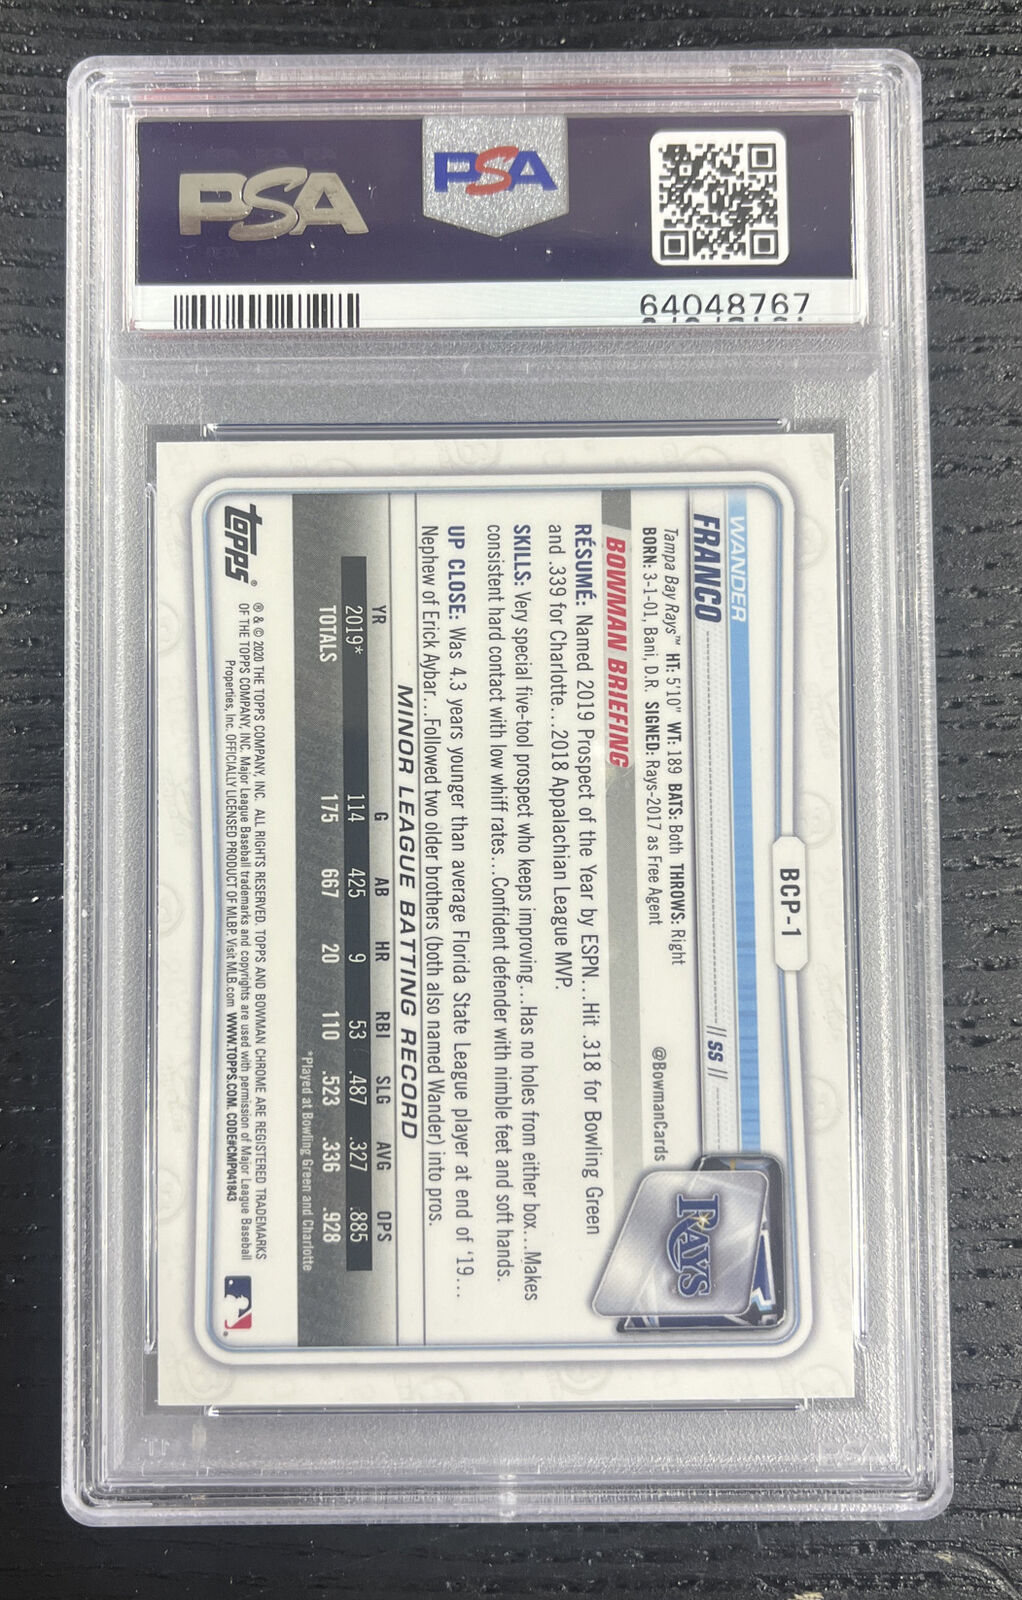 PSA
PSA
64048767
BCP-1
WANDER
FRANCO
|| SS ||
Tampa Bay Rays™ HT: 5'10" WT: 189 BATS: Both THROWS: Right
BORN: 3-1-01, Bani, D.R. SIGNED: Rays-2017 as Free Agent
@BowmanCards
RAYS
BOWMAN BRIEFING
RÉSUMÉ: Named 2019 Prospect of the Year by ESPN…Hit .318 for Bowling Green
and .339 for Charlotte…2018 Appalachian League MVP.
SKILLS: Very special five-tool prospect who keeps improving…Has no holes from either box…Makes
consistent hard contact with low whiff rates…Confident defender with nimble feet and soft hands.
UP CLOSE: Was 4.3 years younger than average Florida State League player at end of '19…
Nephew of Erick Aybar…Followed two older brothers (both also named Wander) into pros.
MINOR LEAGUE BATTING RECORD
YR G AB HR RBI SLG AVG OPS
2019* 114 425 9 53 .487 .327 .885
TOTALS 175 667 20 110 .523 .336 .928
*Played at Bowling Green and Charlotte
topps®
® & © 2020 THE TOPPS COMPANY, INC. ALL RIGHTS RESERVED. TOPPS AND BOWMAN CHROME ARE REGISTERED TRADEMARKS
OF THE TOPPS COMPANY, INC. Major League Baseball trademarks and copyrights are used with permission of Major League Baseball
Properties, Inc. OFFICIALLY LICENSED PRODUCT OF MLBP. Visit MLB.com WWW.TOPPS.COM. CODE#CMP041843
PSA